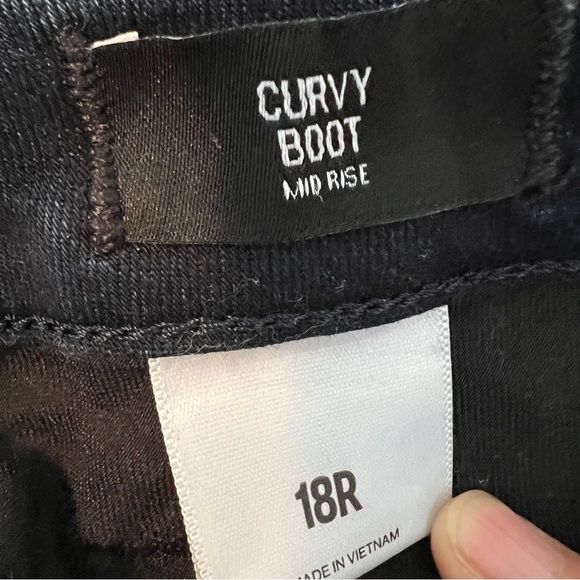 CURVY
BOOT
MID RISE
18R
MADE IN VIETNAM